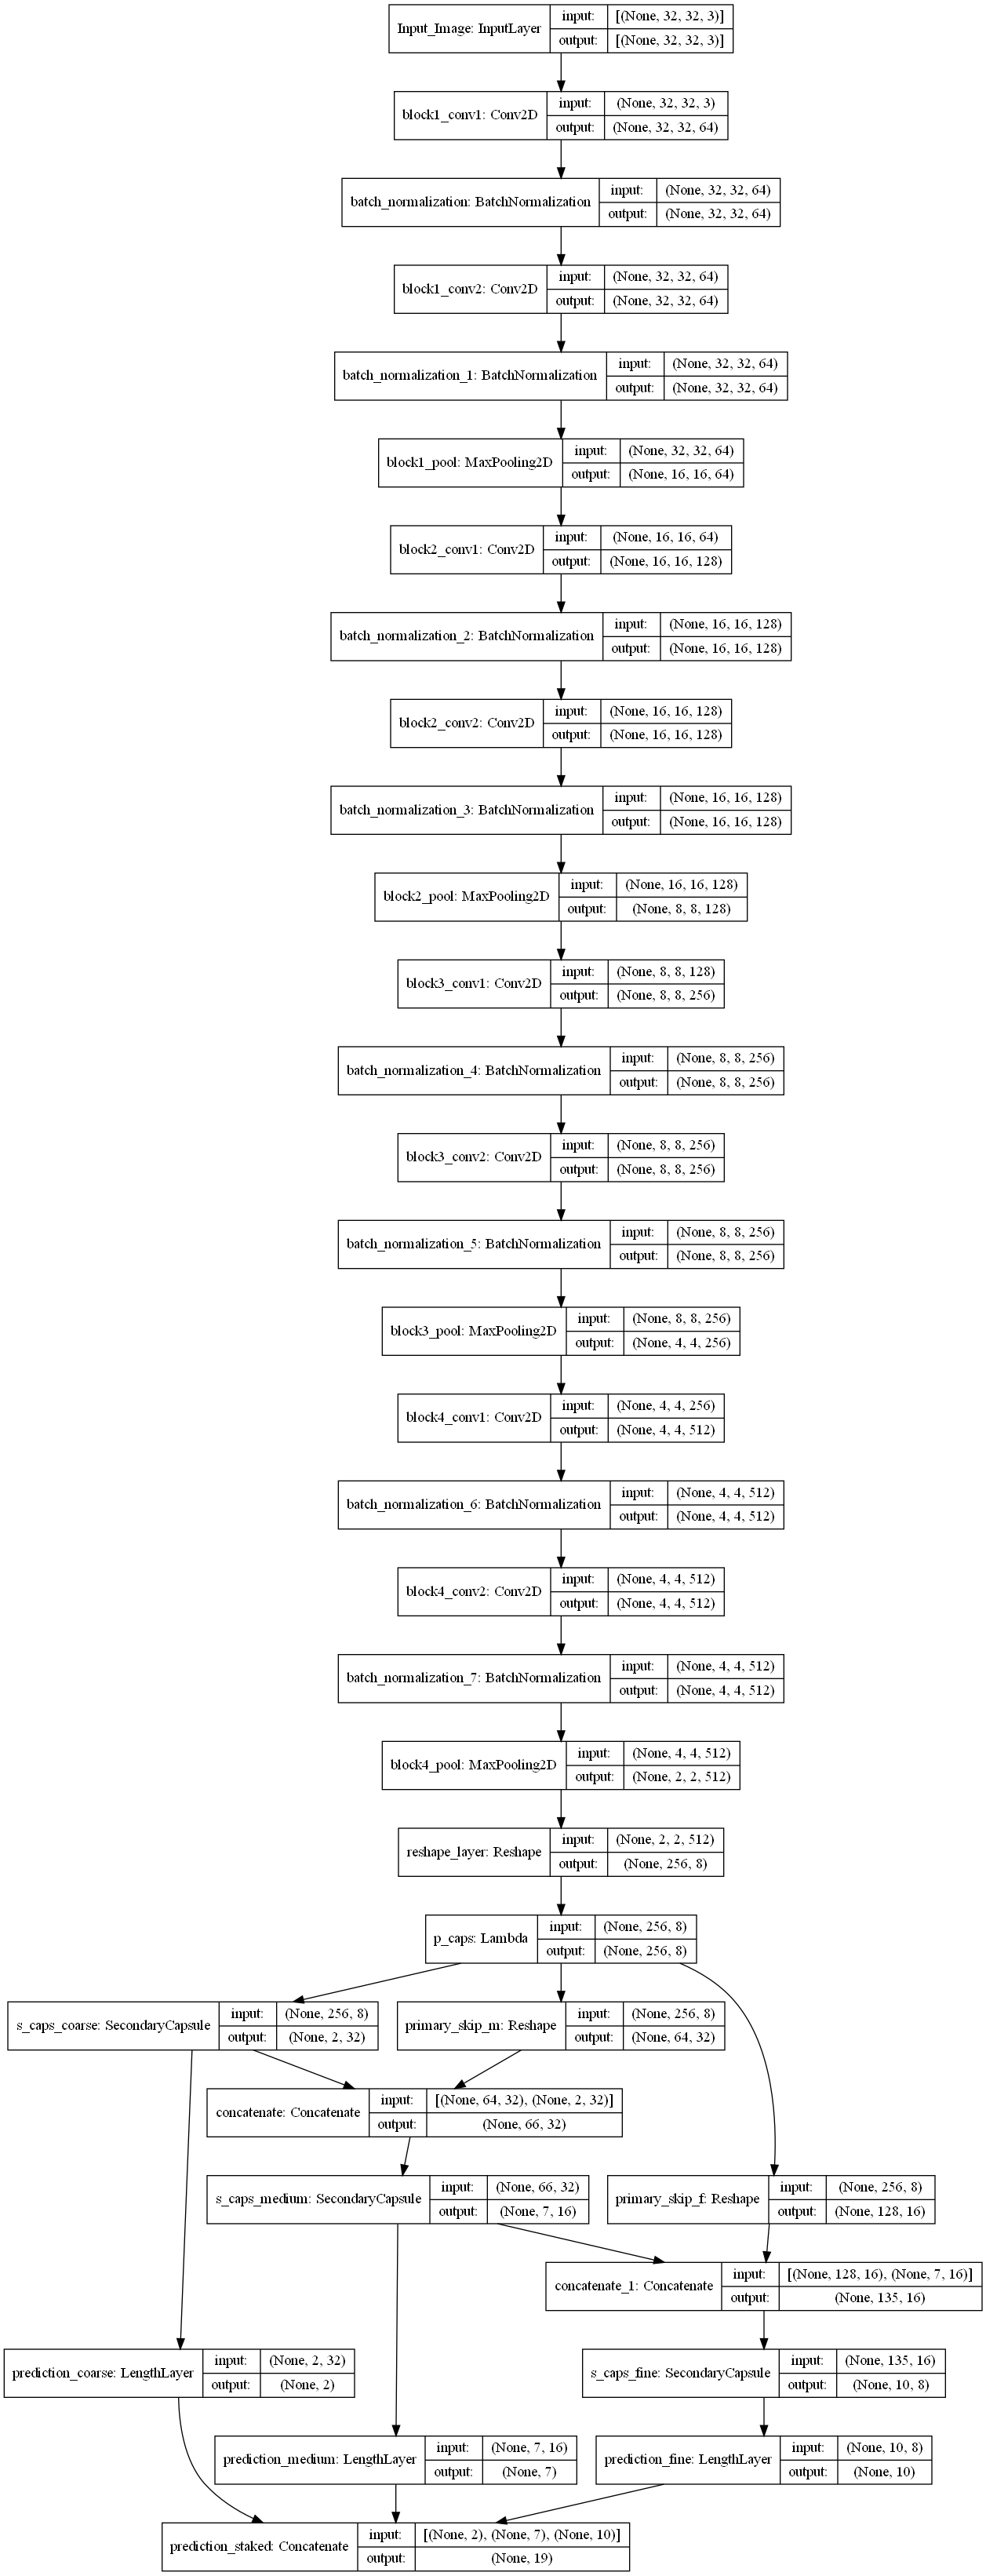 Input_Image: InputLayer
input: [(None, 32, 32, 3)]
output: [(None, 32, 32, 3)]
block1_conv1: Conv2D
input: (None, 32, 32, 3)
output: (None, 32, 32, 64)
batch_normalization: BatchNormalization
input: (None, 32, 32, 64)
output: (None, 32, 32, 64)
block1_conv2: Conv2D
input: (None, 32, 32, 64)
output: (None, 32, 32, 64)
batch_normalization_1: BatchNormalization
input: (None, 32, 32, 64)
output: (None, 32, 32, 64)
block1_pool: MaxPooling2D
input: (None, 32, 32, 64)
output: (None, 16, 16, 64)
block2_conv1: Conv2D
input: (None, 16, 16, 64)
output: (None, 16, 16, 128)
batch_normalization_2: BatchNormalization
input: (None, 16, 16, 128)
output: (None, 16, 16, 128)
block2_conv2: Conv2D
input: (None, 16, 16, 128)
output: (None, 16, 16, 128)
batch_normalization_3: BatchNormalization
input: (None, 16, 16, 128)
output: (None, 16, 16, 128)
block2_pool: MaxPooling2D
input: (None, 16, 16, 128)
output: (None, 8, 8, 128)
block3_conv1: Conv2D
input: (None, 8, 8, 128)
output: (None, 8, 8, 256)
batch_normalization_4: BatchNormalization
input: (None, 8, 8, 256)
output: (None, 8, 8, 256)
block3_conv2: Conv2D
input: (None, 8, 8, 256)
output: (None, 8, 8, 256)
batch_normalization_5: BatchNormalization
input: (None, 8, 8, 256)
output: (None, 8, 8, 256)
block3_pool: MaxPooling2D
input: (None, 8, 8, 256)
output: (None, 4, 4, 256)
block4_conv1: Conv2D
input: (None, 4, 4, 256)
output: (None, 4, 4, 512)
batch_normalization_6: BatchNormalization
input: (None, 4, 4, 512)
output: (None, 4, 4, 512)
block4_conv2: Conv2D
input: (None, 4, 4, 512)
output: (None, 4, 4, 512)
batch_normalization_7: BatchNormalization
input: (None, 4, 4, 512)
output: (None, 4, 4, 512)
block4_pool: MaxPooling2D
input: (None, 4, 4, 512)
output: (None, 2, 2, 512)
reshape_layer: Reshape
input: (None, 2, 2, 512)
output: (None, 256, 8)
p_caps: Lambda
input: (None, 256, 8)
output: (None, 256, 8)
s_caps_coarse: SecondaryCapsule
input: (None, 256, 8)
output: (None, 2, 32)
primary_skip_m: Reshape
input: (None, 256, 8)
output: (None, 64, 32)
concatenate: Concatenate
input: [(None, 64, 32), (None, 2, 32)]
output: (None, 66, 32)
s_caps_medium: SecondaryCapsule
input: (None, 66, 32)
output: (None, 7, 16)
primary_skip_f: Reshape
input: (None, 256, 8)
output: (None, 128, 16)
concatenate_1: Concatenate
input: [(None, 128, 16), (None, 7, 16)]
output: (None, 135, 16)
prediction_coarse: LengthLayer
input: (None, 2, 32)
output: (None, 2)
s_caps_fine: SecondaryCapsule
input: (None, 135, 16)
output: (None, 10, 8)
prediction_medium: LengthLayer
input: (None, 7, 16)
output: (None, 7)
prediction_fine: LengthLayer
input: (None, 10, 8)
output: (None, 10)
prediction_staked: Concatenate
input: [(None, 2), (None, 7), (None, 10)]
output: (None, 19)